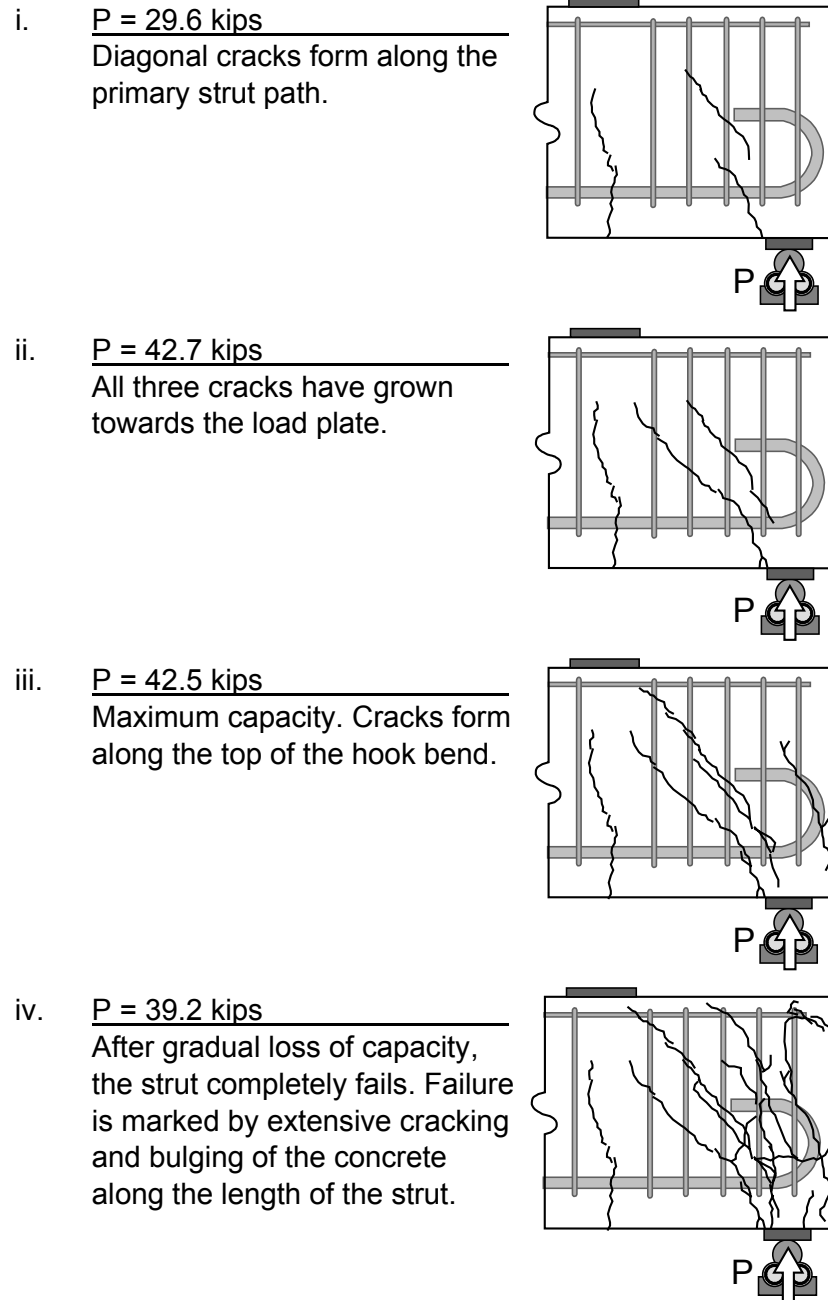 i. P = 29.6 kips
Diagonal cracks form along the
primary strut path.
P
ii. P = 42.7 kips
All three cracks have grown
towards the load plate.
P
iii. P = 42.5 kips
Maximum capacity. Cracks form
along the top of the hook bend.
P
iv. P = 39.2 kips
After gradual loss of capacity,
the strut completely fails. Failure
is marked by extensive cracking
and bulging of the concrete
along the length of the strut.
P